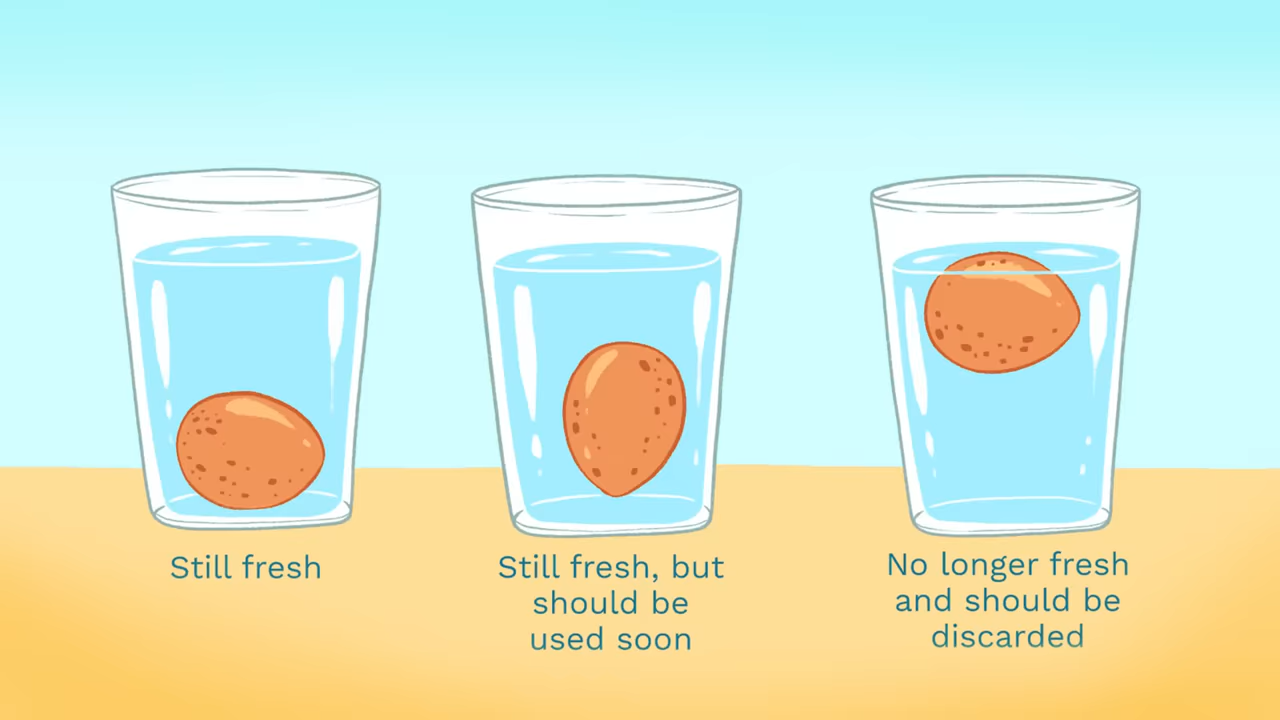 Still fresh
Still fresh, but
should be
used soon
No longer fresh
and should be
discarded